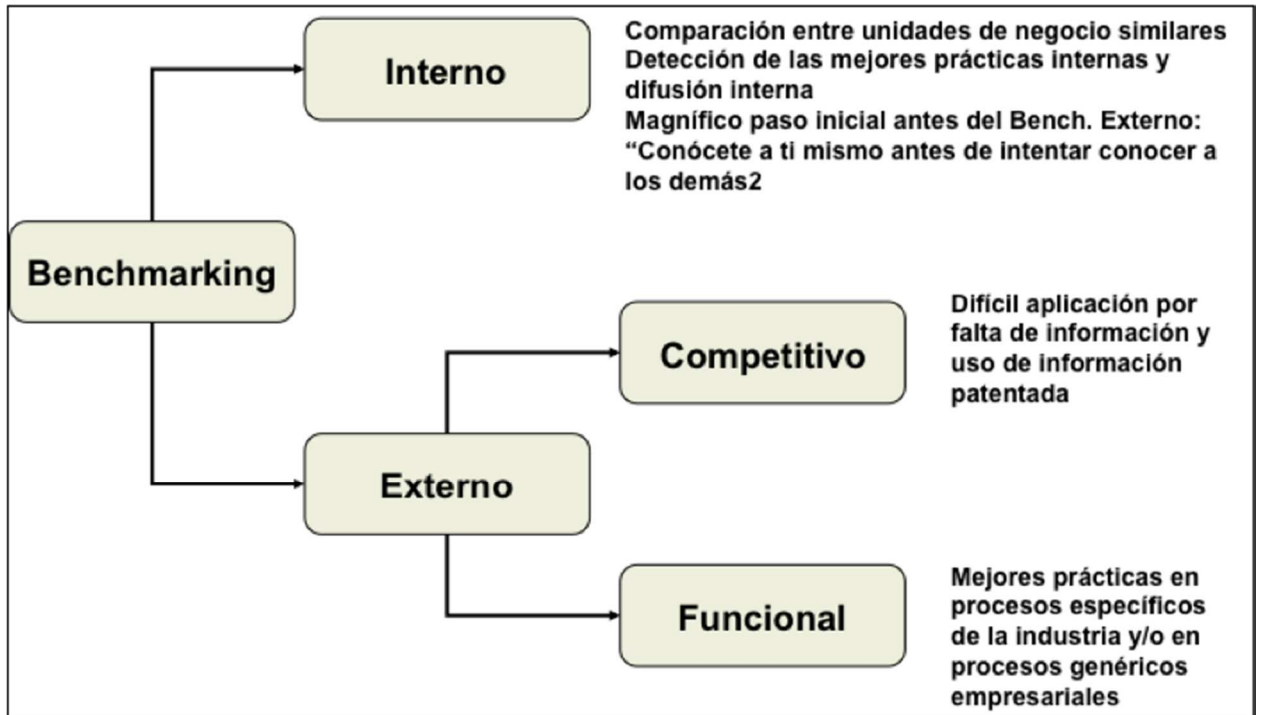 Interno
Comparación entre unidades de negocio similares
Detección de las mejores prácticas internas y
difusión interna
Magnífico paso inicial antes del Bench. Externo:
“Conócete a ti mismo antes de intentar conocer a
los demás2
Benchmarking
Competitivo
Difícil aplicación por
falta de información y
uso de información
patentada
Externo
Funcional
Mejores prácticas en
procesos específicos
de la industria y/o en
procesos genéricos
empresariales